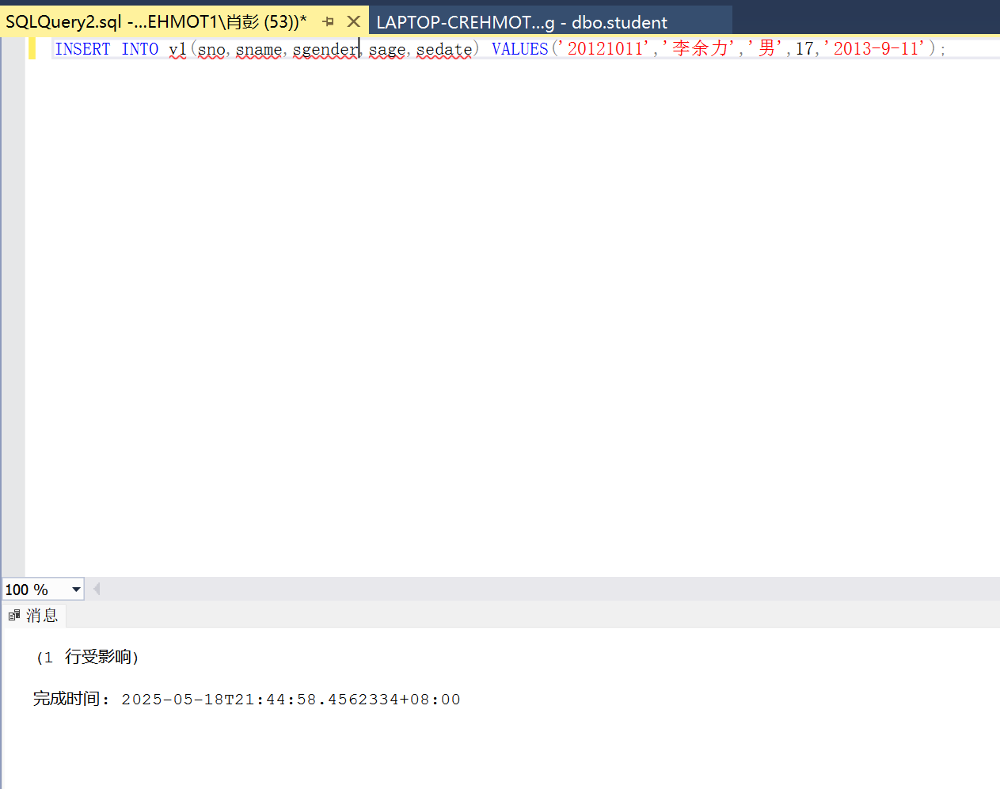 SQLQuery2.sql -...EHMOT1\肖彭 (53))*
LAPTOP-CREHMOT...g - dbo.student
INSERT INTO vl(sno,sname,sgender,sage,sedate) VALUES('20121011','李余力','男',17,'2013-9-11');
100 %
消息
(1 行受影响)
完成时间: 2025-05-18T21:44:58.4562334+08:00